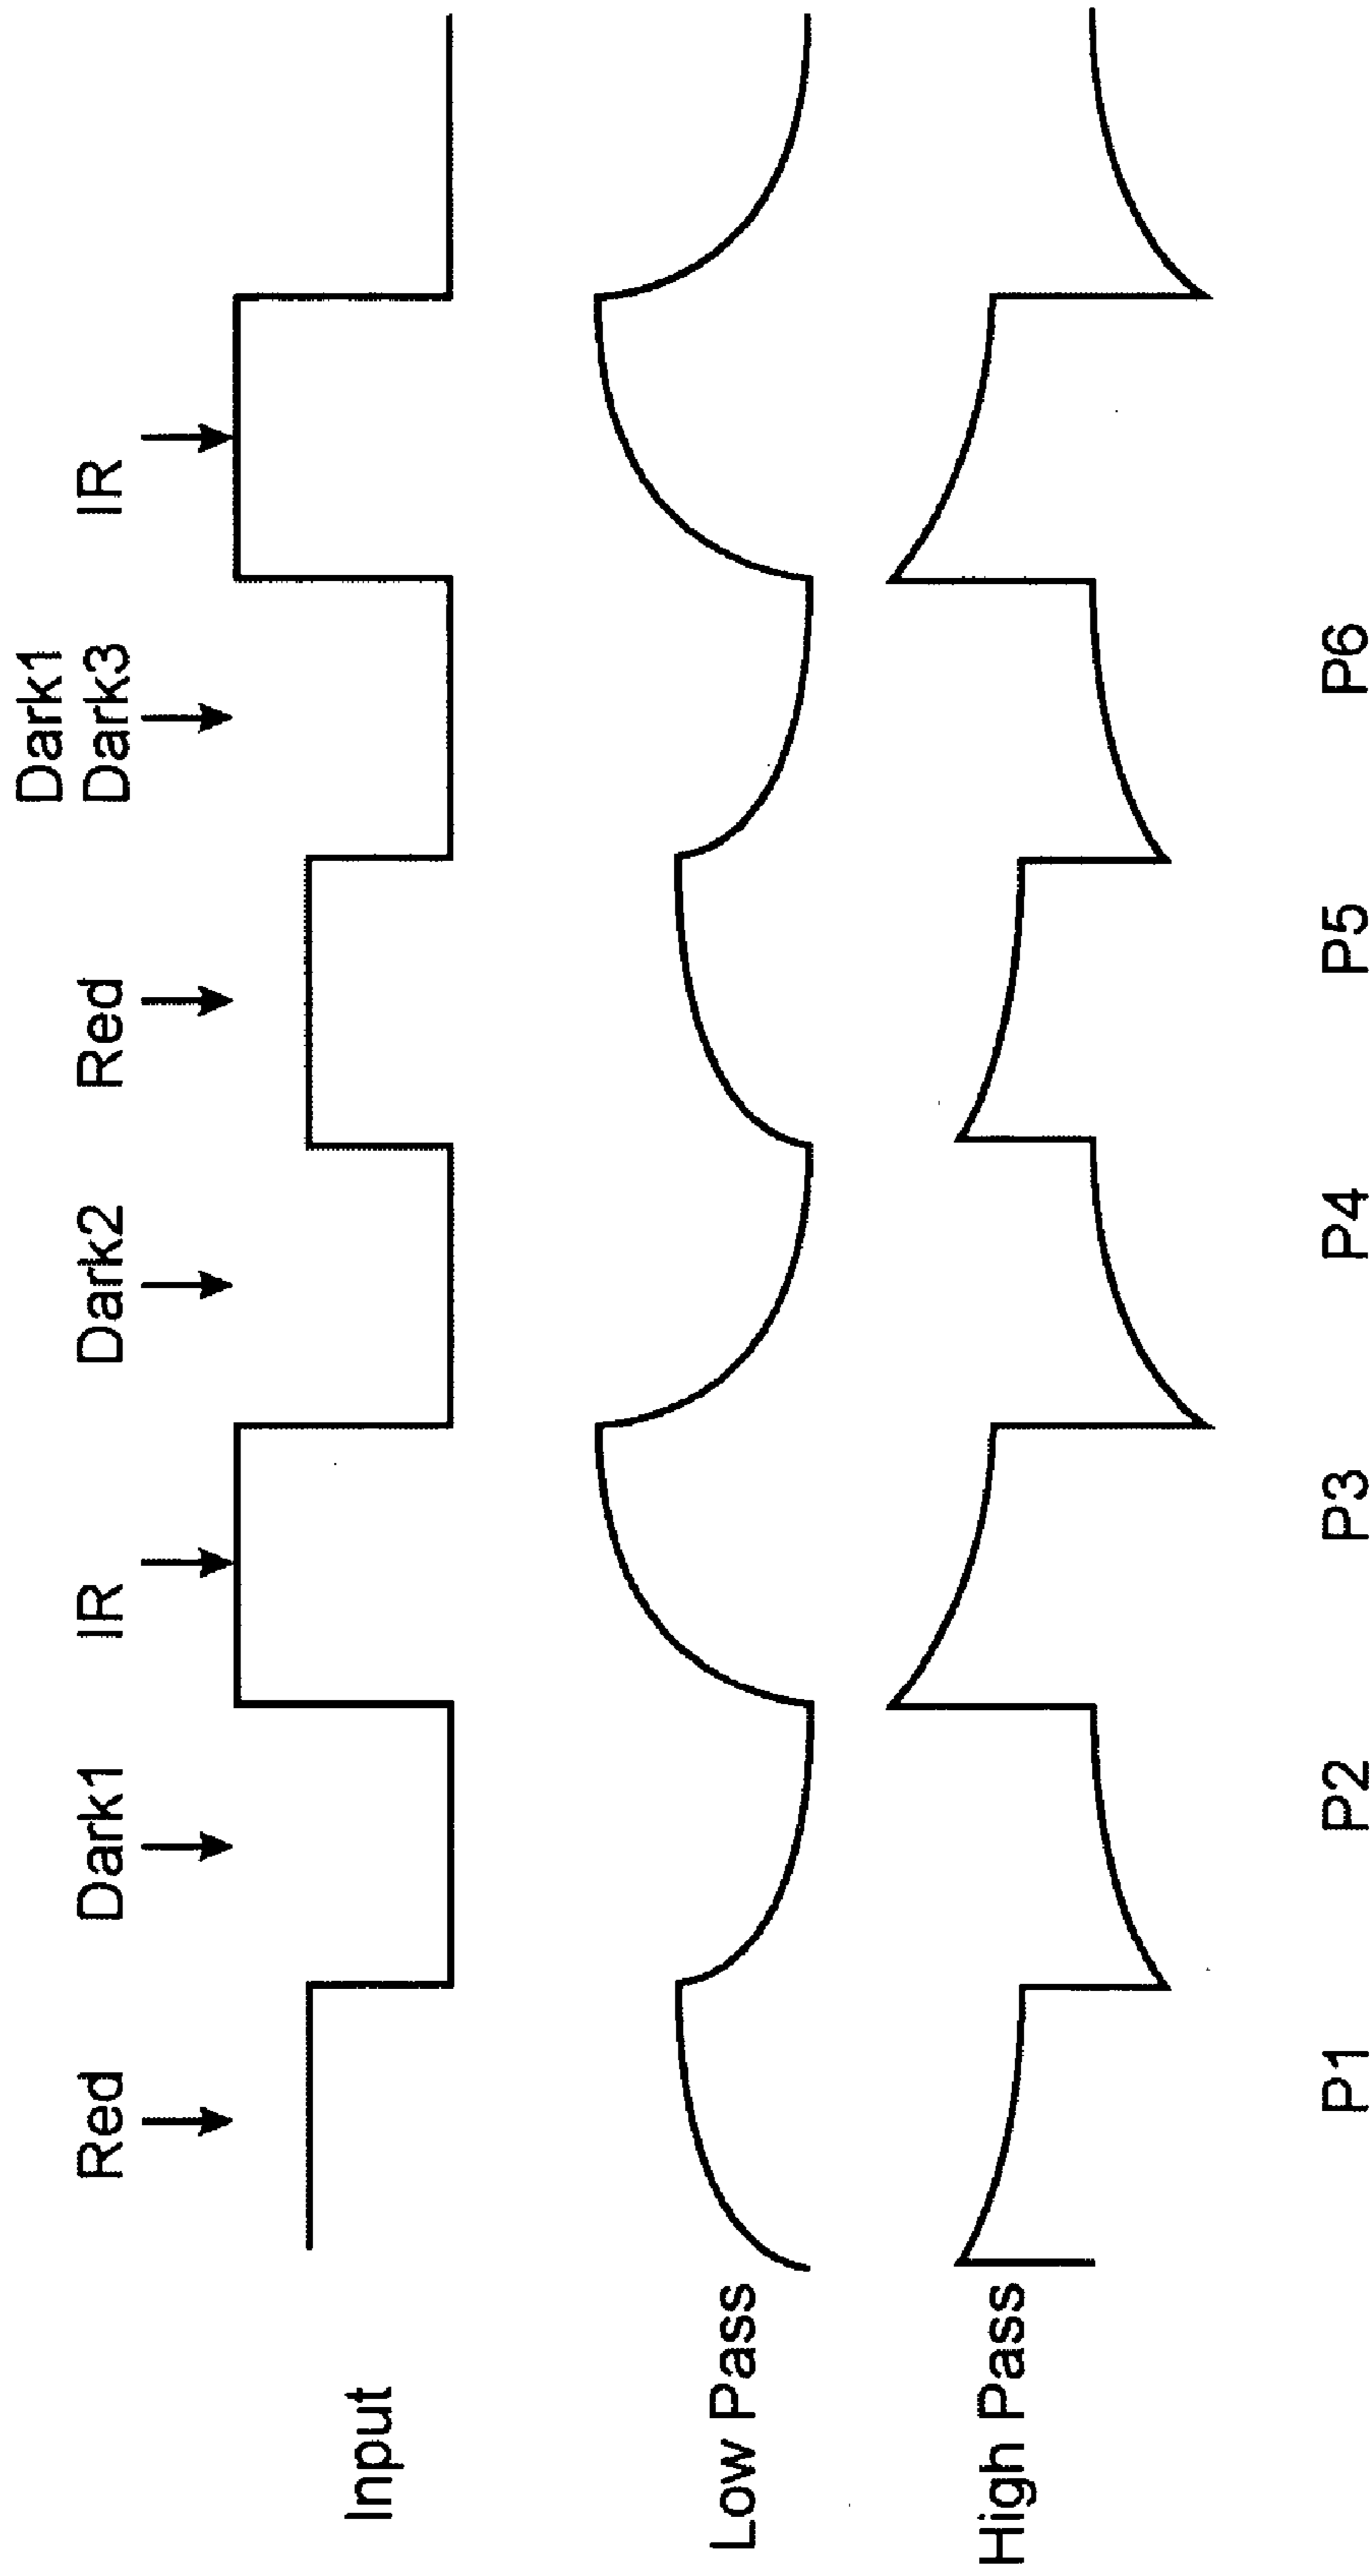 Red
Dark1
IR
Dark2
Red
Dark1
Dark3
IR
Input
Low Pass
High Pass
P1
P2
P3
P4
P5
P6